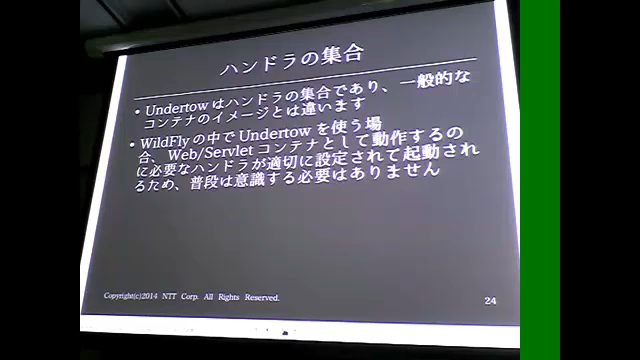 ハンドラの集合
• Undertow はハンドラの集合であり、一般的な
コンテナのイメージとは違います
• WildFly の中で Undertow を使う場
合、 Web/Servlet コンテナとして動作するの
に必要なハンドラが適切に設定されて起動され
るため、普段は意識する必要はありません
Copyright(c)2014 NTT Corp. All Rights Reserved.
24